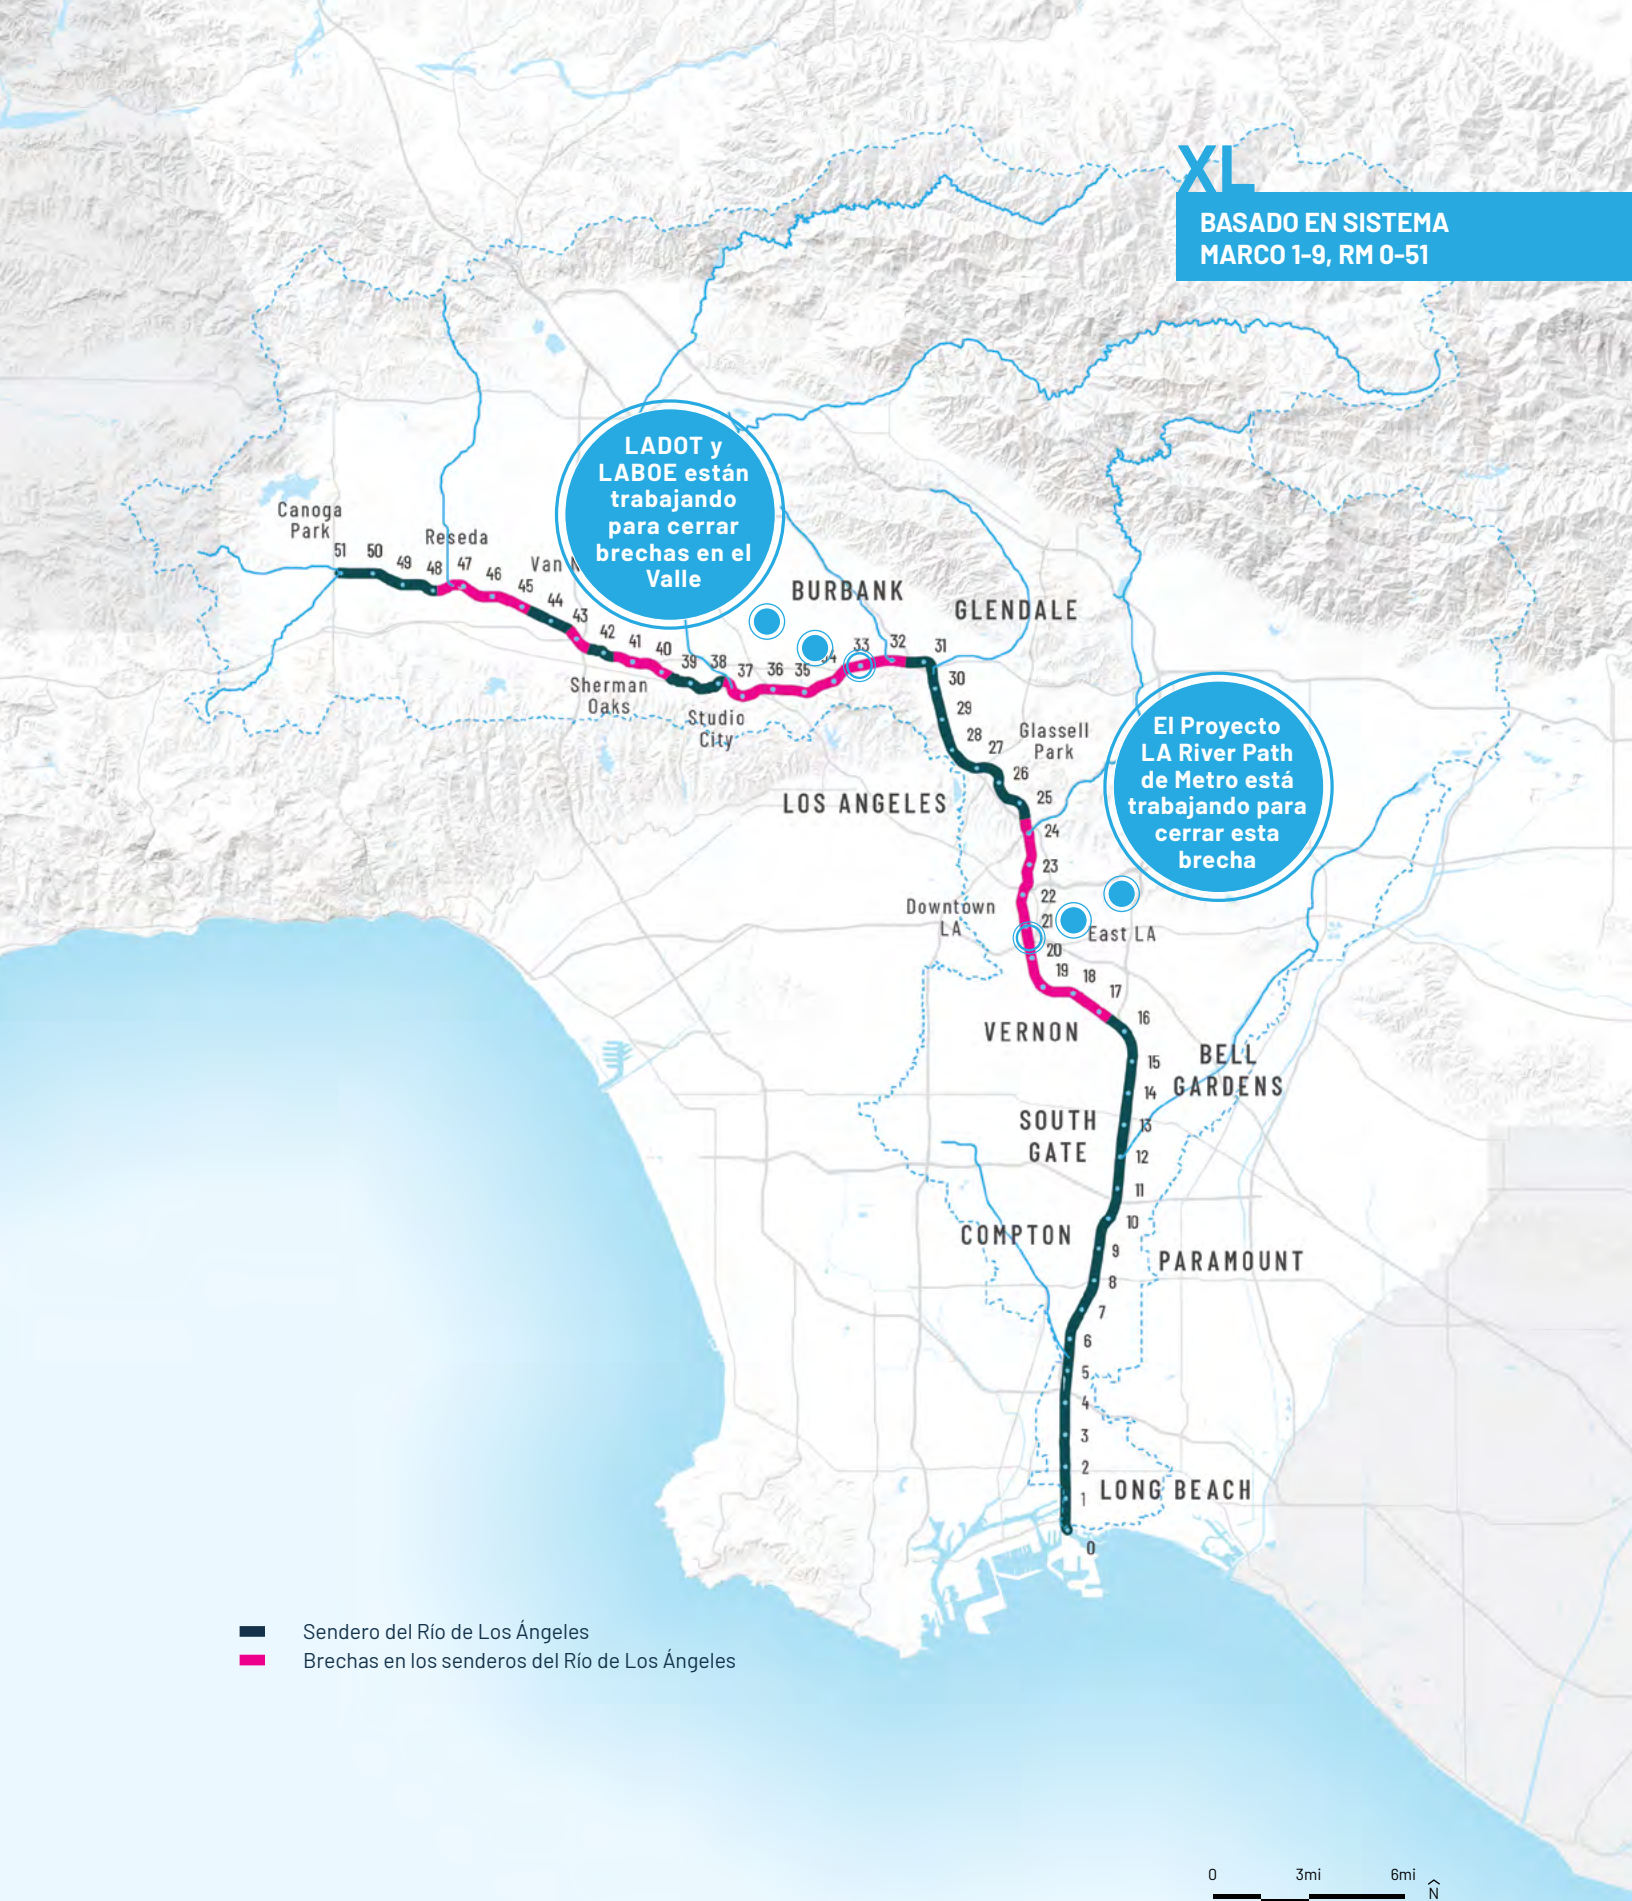 XL
BASADO EN SISTEMA
MARCO 1-9, RM 0-51
LADOT y
LABOE están
trabajando
para cerrar
brechas en el
Valle
Canoga
Park
Reseda
Van
BURBANK
GLENDALE
51
50
49
48
47
46
45
44
43
42
41
40
39
38
37
36
35
33
32
31
30
29
28
27
26
25
24
23
22
21
20
19
18
17
16
15
14
13
12
11
10
9
8
7
6
5
4
3
2
1
0
Sherman
Oaks
Studio
City
Glassell
Park
LOS ANGELES
El Proyecto
LA River Path
de Metro está
trabajando para
cerrar esta
brecha
Downtown
LA
East LA
VERNON
BELL
GARDENS
SOUTH
GATE
COMPTON
PARAMOUNT
LONG BEACH
Sendero del Río de Los Ángeles
Brechas en los senderos del Río de Los Ángeles
0 3mi 6mi
N